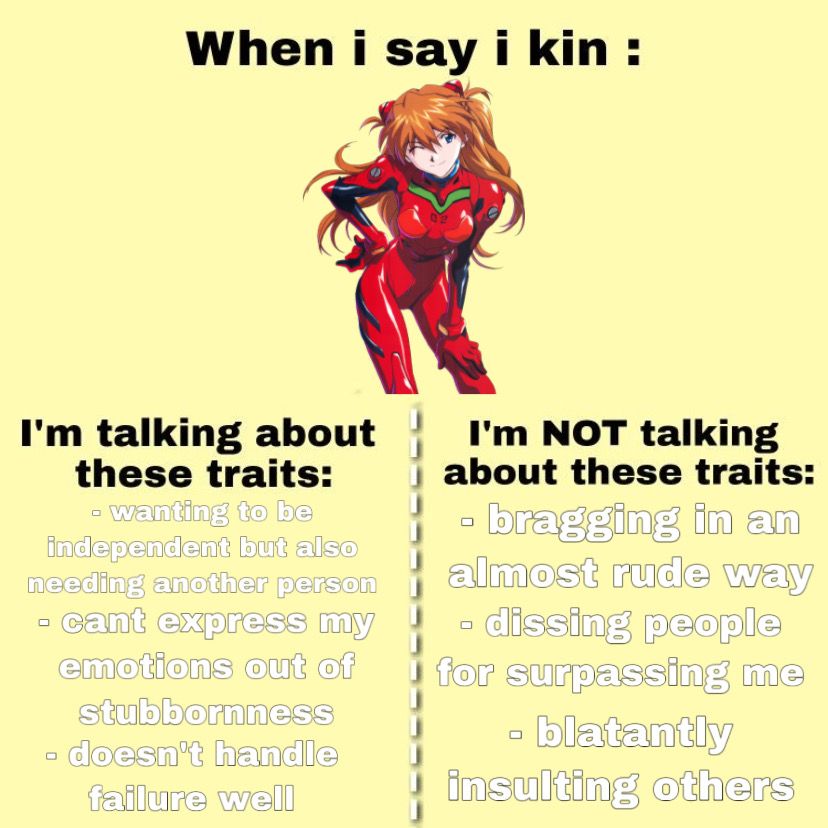 When i say i kin :
02
I'm talking about
these traits:
- wanting to be
independent but also
needing another person
- cant express my
emotions out of
stubbornness
- doesn't handle
failure well
I'm NOT talking
about these traits:
- bragging in an
almost rude way
- dissing people
for surpassing me
- blatantly
insulting others